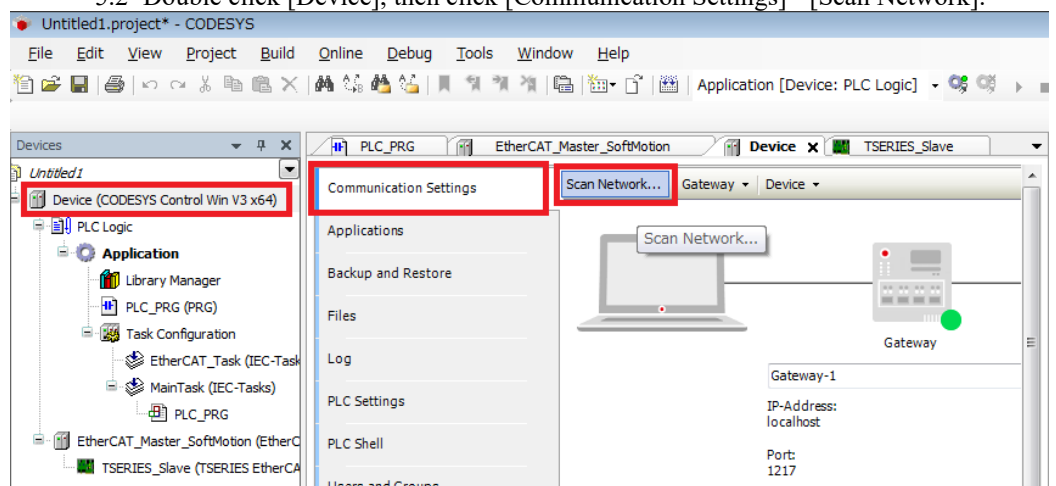 5.2 Double click [Device], then click [Communication Settings] - [Scan Network].
Untitled1.project* - CODESYS
File Edit View Project Build Online Debug Tools Window Help
Application [Device: PLC Logic]
Devices
PLC_PRG EtherCAT_Master_SoftMotion Device TSERIES_Slave
Untitled1
Device (CODESYS Control Win V3 x64)
PLC Logic
Application
Library Manager
PLC_PRG (PRG)
Task Configuration
EtherCAT_Task (IEC-Task
MainTask (IEC-Tasks)
PLC_PRG
EtherCAT_Master_SoftMotion (EtherC
TSERIES_Slave (TSERIES EtherCA
Communication Settings
Applications
Backup and Restore
Files
Log
PLC Settings
PLC Shell
Users and Groups
Scan Network... Gateway Device
Scan Network...
Gateway
Gateway-1
IP-Address:
localhost
Port:
1217